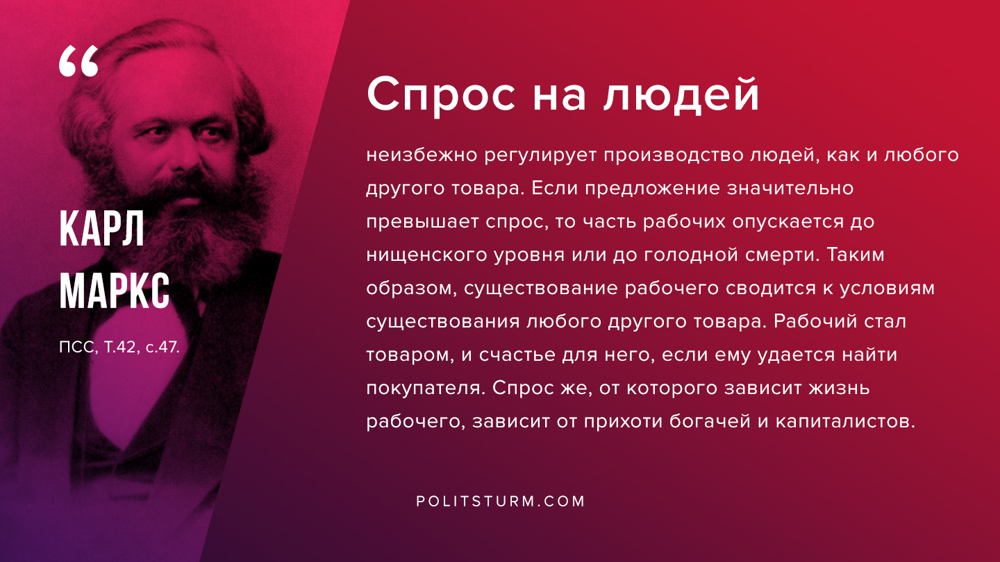 “
КАРЛ
МАРКС
ПСС, Т.42, с.47.
Спрос на людей
неизбежно регулирует производство людей, как и любого
другого товара. Если предложение значительно
превышает спрос, то часть рабочих опускается до
нищенского уровня или до голодной смерти. Таким
образом, существование рабочего сводится к условиям
существования любого другого товара. Рабочий стал
товаром, и счастье для него, если ему удается найти
покупателя. Спрос же, от которого зависит жизнь
рабочего, зависит от прихоти богачей и капиталистов.
POLITSTURM.COM